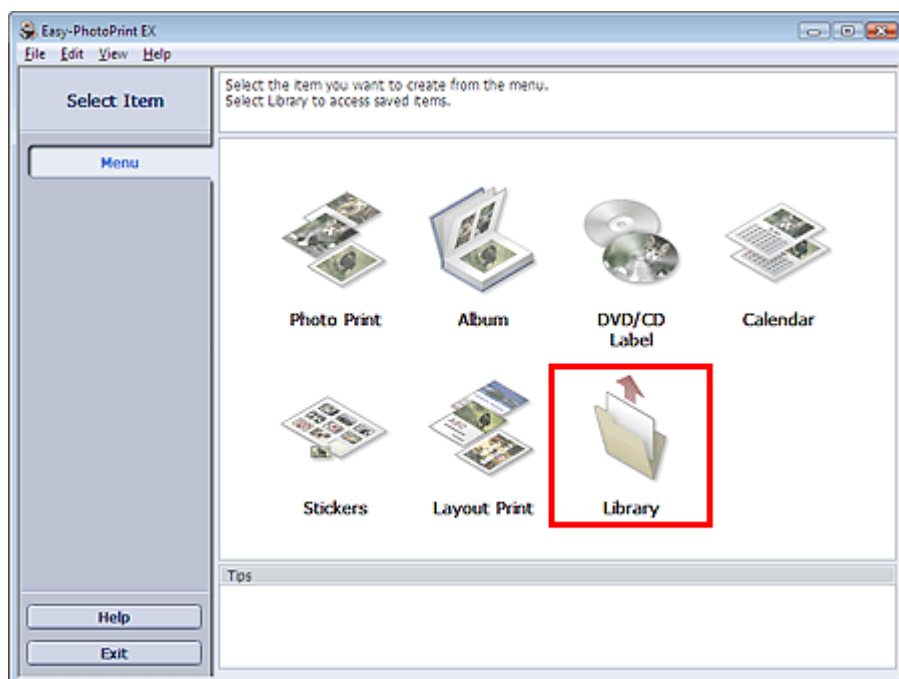 Easy-PhotoPrint EX
File Edit View Help
Select Item
Select the item you want to create from the menu.
Select Library to access saved items.
Menu
Photo Print
Album
DVD/CD
Label
Calendar
Stickers
Layout Print
Library
Tips
Help
Exit